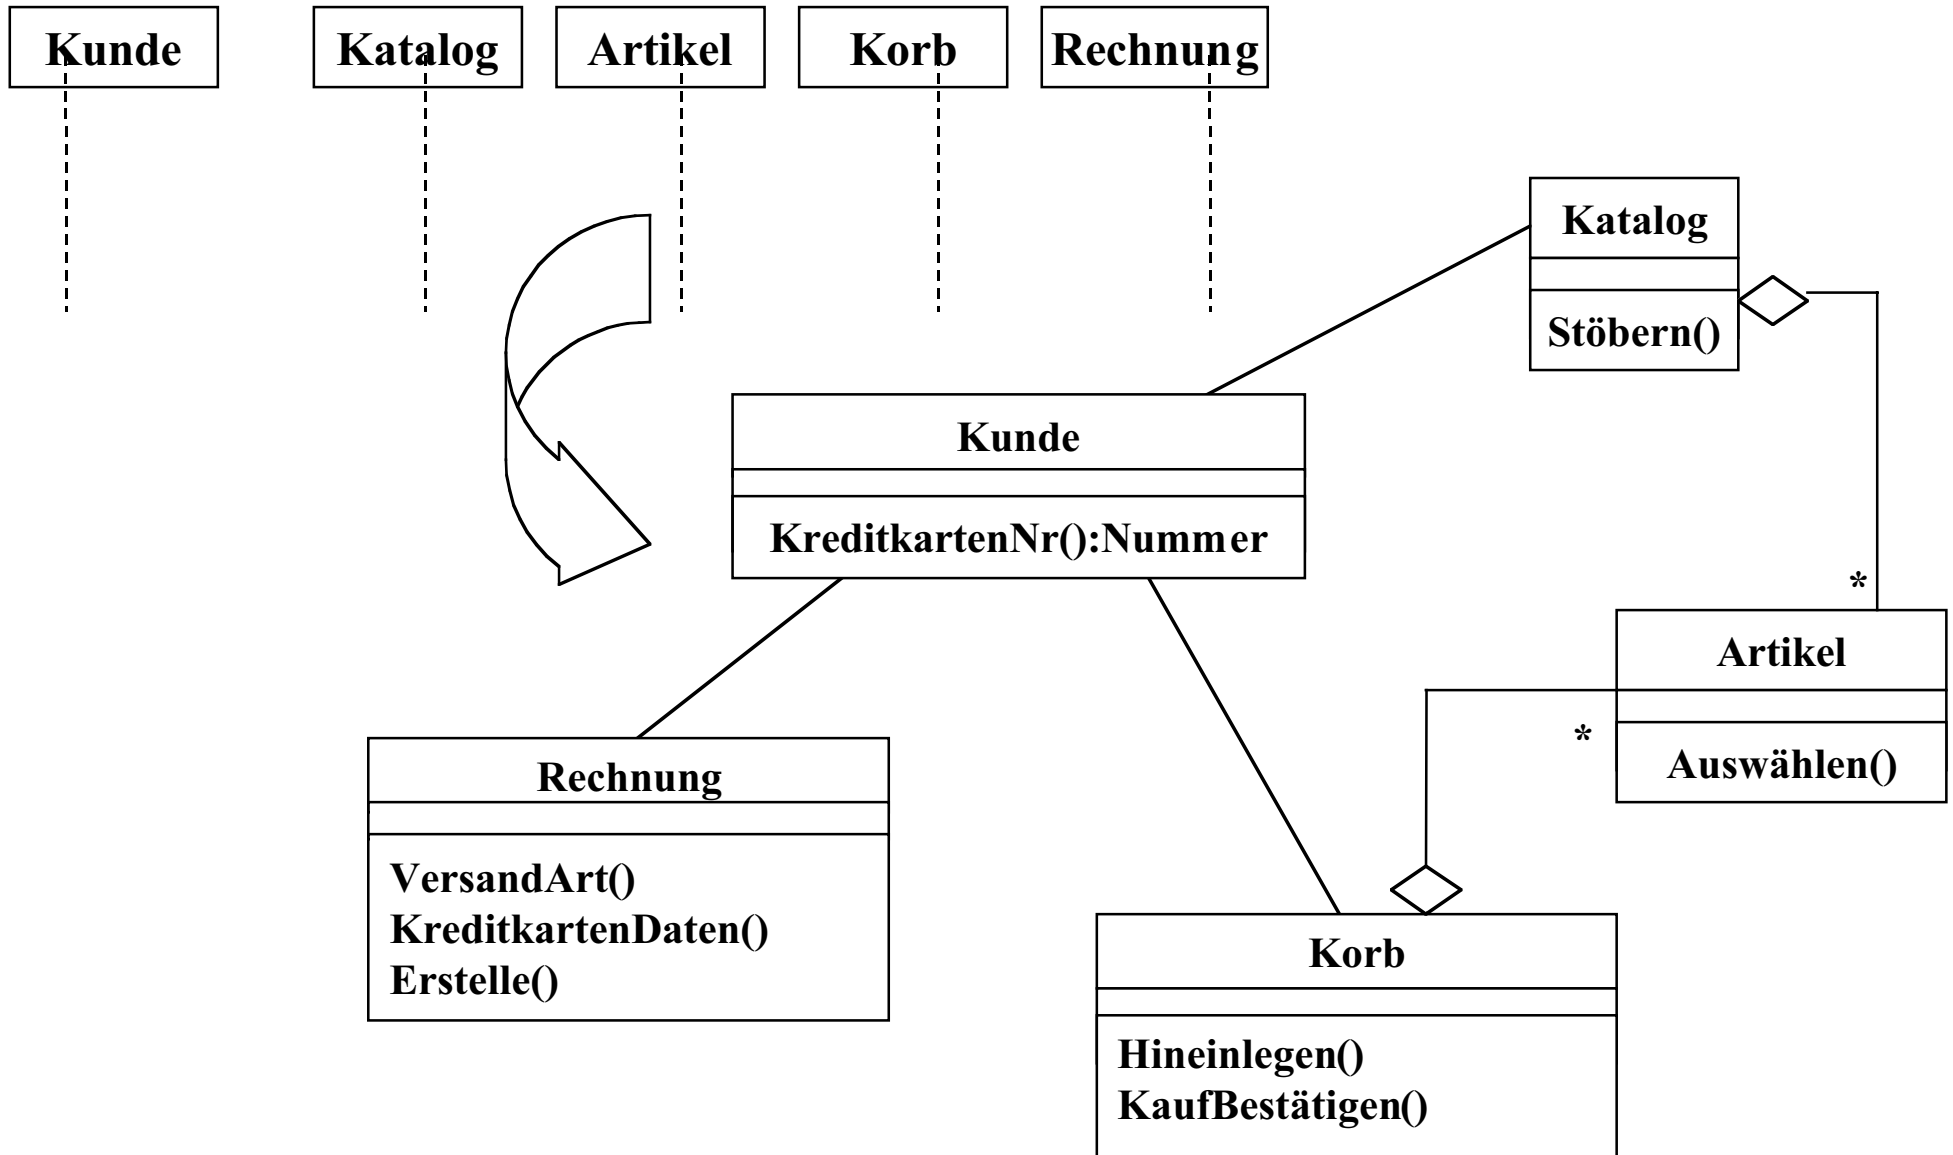 Kunde
Katalog
Artikel
Korb
Rechnung
Katalog
Stöbern()
Kunde
KreditkartenNr():Nummer
*
Artikel
*
Auswählen()
Rechnung
VersandArt()
KreditkartenDaten()
Erstelle()
Korb
Hineinlegen()
KaufBestätigen()